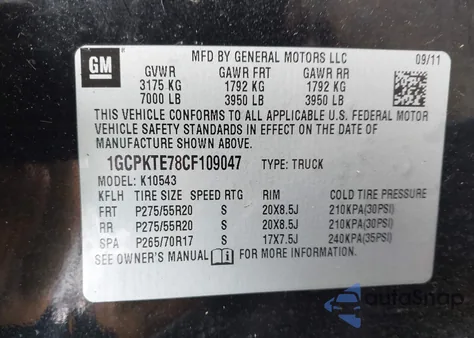 GM
MFD BY GENERAL MOTORS LLC 09/11
GVWR GAWR FRT GAWR RR
3175 KG 1792 KG 1792 KG
7000 LB 3950 LB 3950 LB
THIS VEHICLE CONFORMS TO ALL APPLICABLE U.S. FEDERAL MOTOR
VEHICLE SAFETY STANDARDS IN EFFECT ON THE DATE OF
MANUFACTURE SHOWN ABOVE.
1GCPKTE78CF109047 TYPE: TRUCK
MODEL: K10543
KFLH TIRE SIZE SPEED RTG RIM COLD TIRE PRESSURE
FRT P275/55R20 S 20X8.5J 210KPA(30PSI)
RR P275/55R20 S 20X8.5J 210KPA(30PSI)
SPA P265/70R17 S 17X7.5J 240KPA(35PSI)
SEE OWNER'S MANUAL FOR MORE INFORMATION
autoSnap